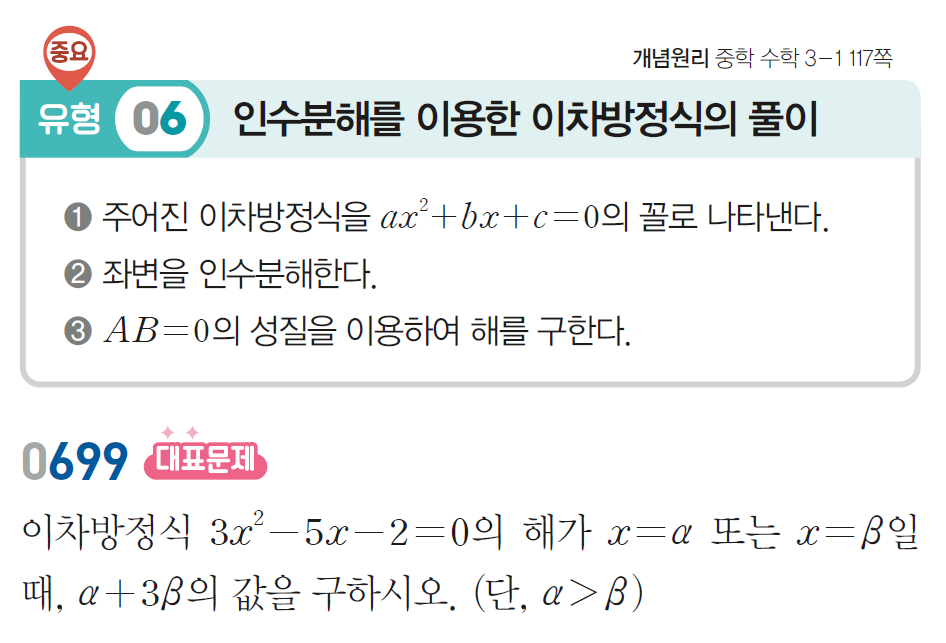 중요
개념원리 중학 수학 3-1 117쪽
유형 06 인수분해를 이용한 이차방정식의 풀이
❶ 주어진 이차방정식을 ax²+bx+c=0의 꼴로 나타낸다.
❷ 좌변을 인수분해한다.
❸ AB=0의 성질을 이용하여 해를 구한다.
0699 대표문제
이차방정식 3x²-5x-2=0의 해가 x=α 또는 x=β일
때, α+3β의 값을 구하시오. (단, α>β)